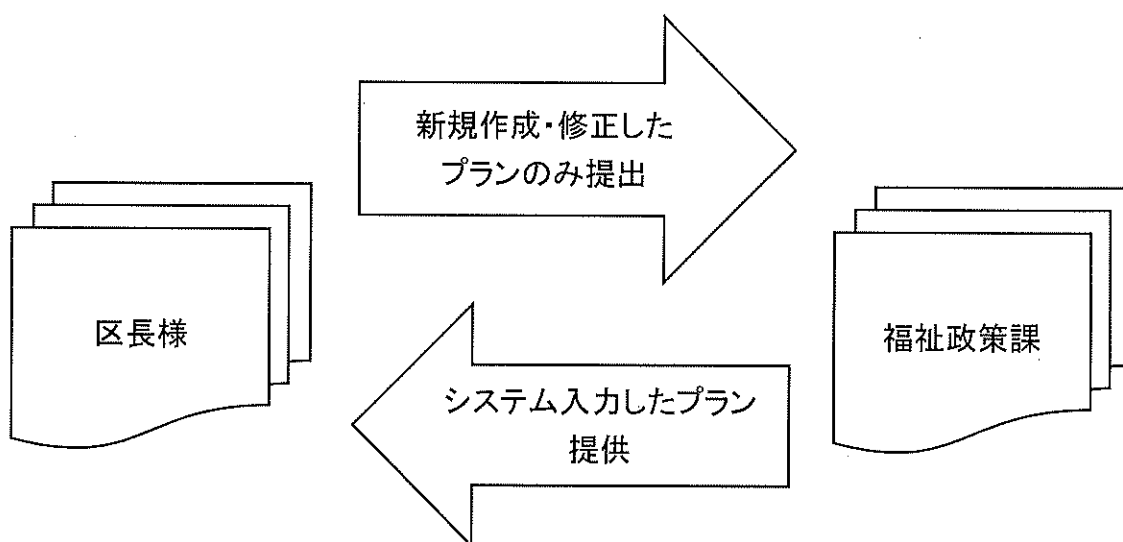 新規作成・修正した
プランのみ提出
区長様
福祉政策課
システム入力したプラン
提供